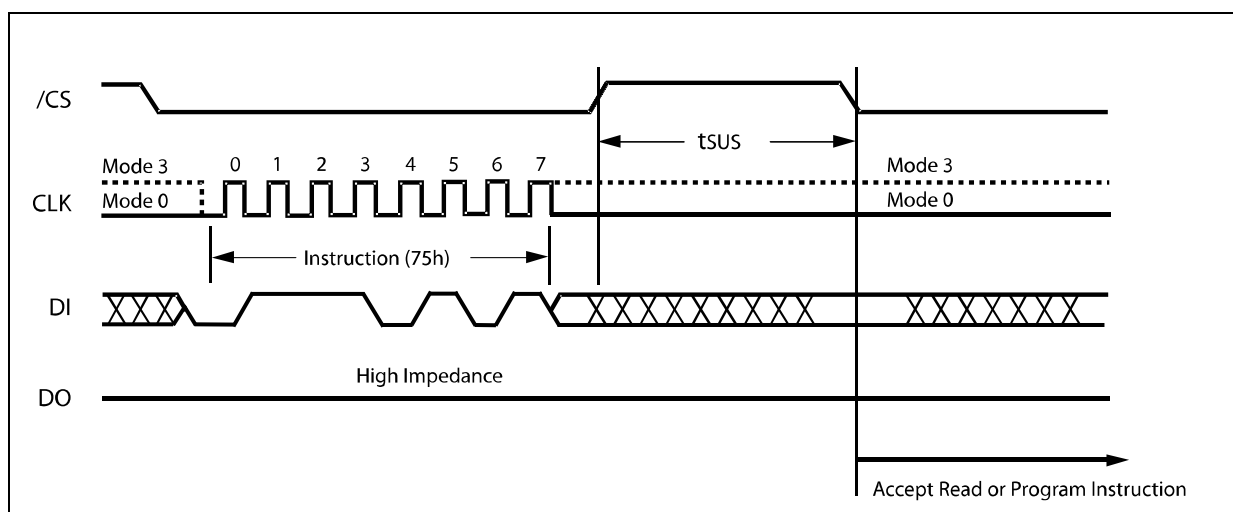 /CS
tSUS
Mode 3
0 1 2 3 4 5 6 7
Mode 3
CLK
Mode 0
Mode 0
Instruction (75h)
DI
High Impedance
DO
Accept Read or Program Instruction